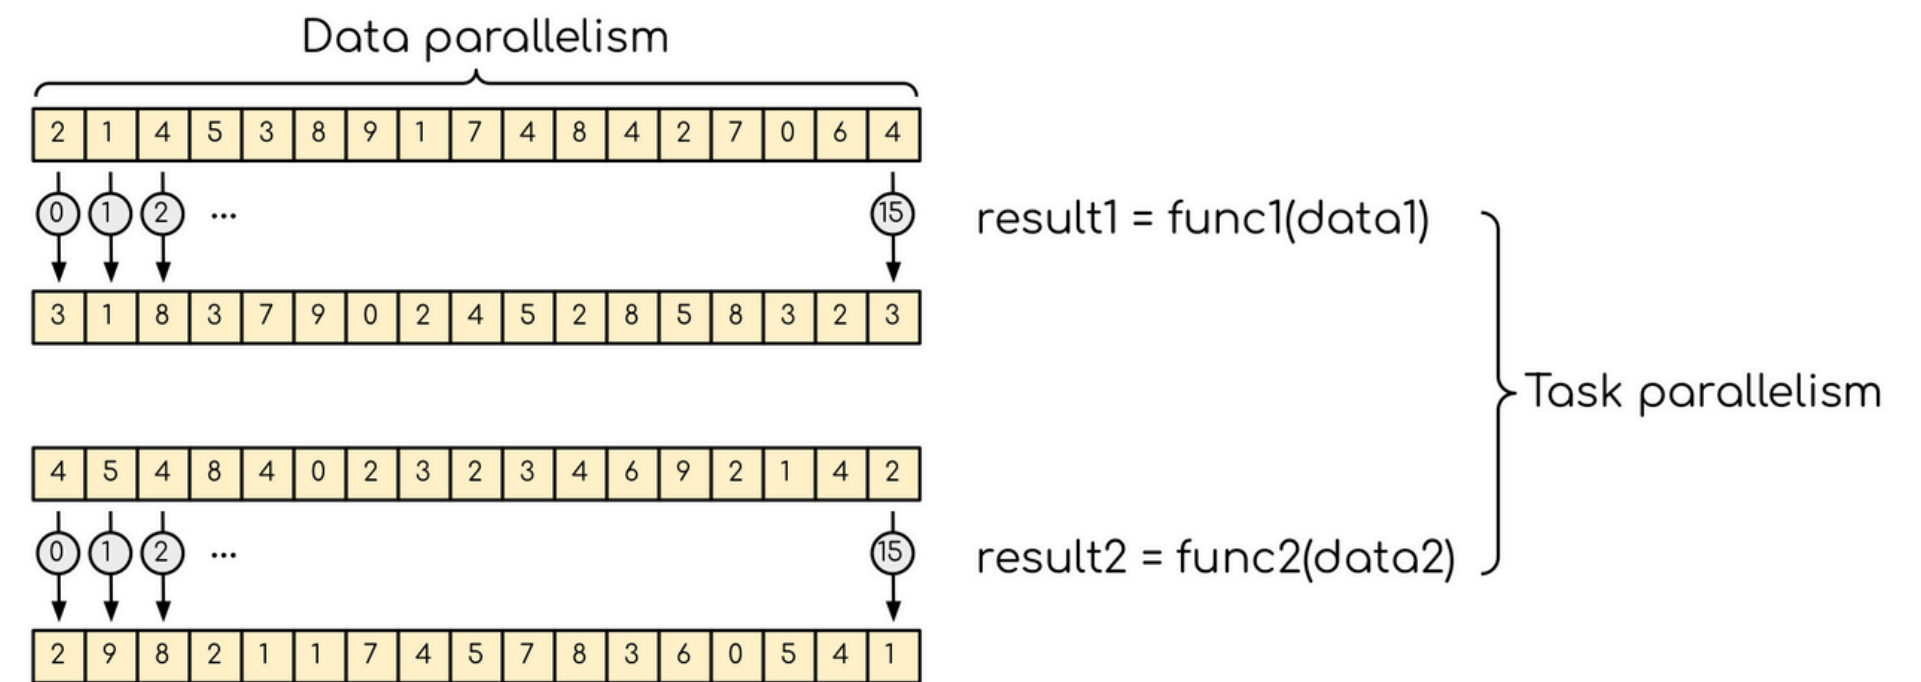 Data parallelism
2 1 4 5 3 8 9 1 7 4 8 4 2 7 0 6 4
0 1 2 ... 15
result1 = func1(data1)
3 1 8 3 7 9 0 2 4 5 2 8 5 8 3 2 3
Task parallelism
4 5 4 8 4 0 2 3 2 3 4 6 9 2 1 4 2
0 1 2 ... 15
result2 = func2(data2)
2 9 8 2 1 1 7 4 5 7 8 3 6 0 5 4 1